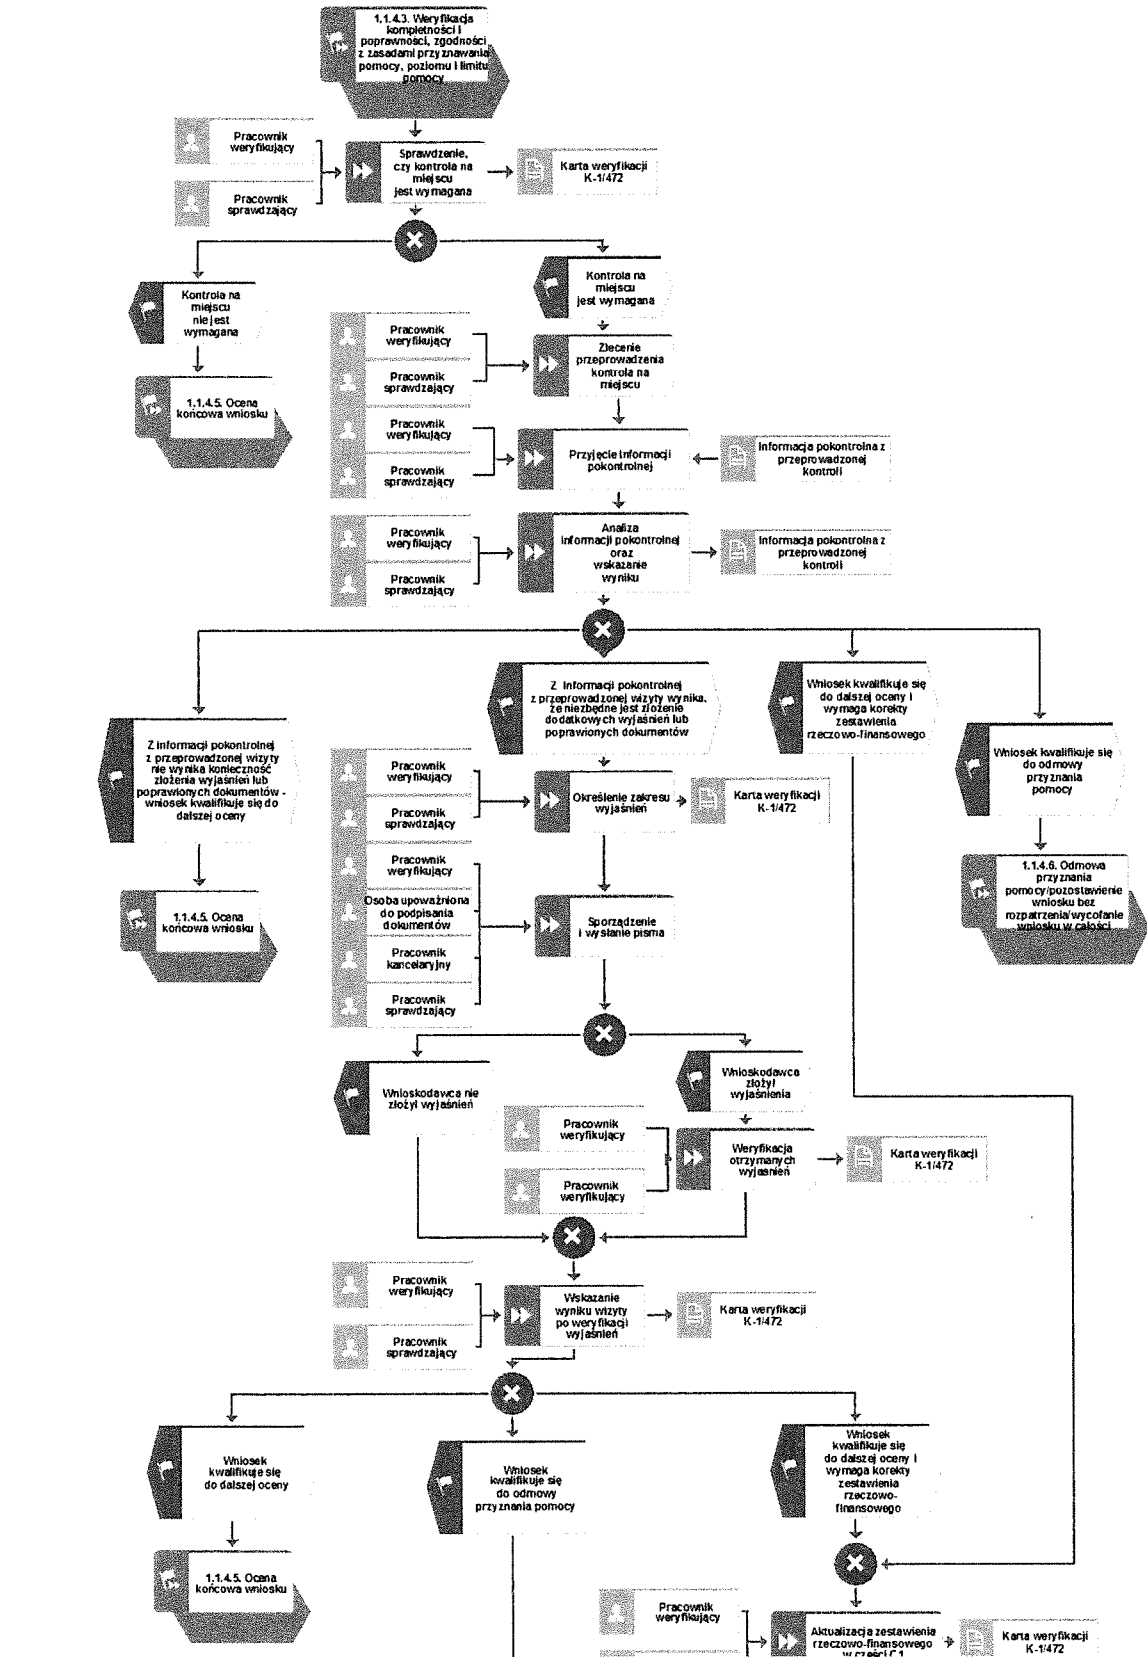 1.1.4.3. Weryfikacja
kompletności i
poprawności, zgodności
z zasadami przyznawania
pomocy, poziomu i limitu
pomocy
Pracownik
weryfikujący
Pracownik
sprawdzający
Sprawdzenie,
czy kontrola na
miejscu
jest wymagana
Karta weryfikacji
K-1/472
Kontrola na
miejscu
nie jest
wymagana
Kontrola na
miejscu
jest wymagana
1.1.4.5. Ocena
końcowa wniosku
Pracownik
weryfikujący
Pracownik
sprawdzający
Zlecenie
przeprowadzenia
kontrola na
miejscu
Pracownik
weryfikujący
Pracownik
sprawdzający
Przyjęcie informacji
pokontrolnej
Informacja pokontrolna z
przeprowadzonej
kontroli
Pracownik
weryfikujący
Pracownik
sprawdzający
Analiza
informacji pokontrolnej
oraz
wskazanie
wyniku
Informacja pokontrolna z
przeprowadzonej
kontroli
Z informacji pokontrolnej
z przeprowadzonej wizyty
nie wynika konieczność
złożenia wyjaśnień lub
poprawionych dokumentów -
wniosek kwalifikuje się do
dalszej oceny
Z informacji pokontrolnej
z przeprowadzonej wizyty wynika,
że niezbędne jest złożenie
dodatkowych wyjaśnień lub
poprawionych dokumentów
Wniosek kwalifikuje się
do dalszej oceny i
wymaga korekty
zestawienia
rzeczowo-finansowego
Wniosek kwalifikuje się
do odmowy
przyznania
pomocy
1.1.4.5. Ocena
końcowa wniosku
Pracownik
weryfikujący
Pracownik
sprawdzający
Określenie zakresu
wyjaśnień
Karta weryfikacji
K-1/472
1.1.4.6. Odmowa
przyznania
pomocy/pozostawienie
wniosku bez
rozpatrzenia/wycofanie
wniosku w całości
Pracownik
weryfikujący
Osoba upoważniona
do podpisania
dokumentów
Pracownik
kancelaryjny
Pracownik
sprawdzający
Sporządzenie
i wysłanie pisma
Wnioskodawca nie
złożył wyjaśnień
Wnioskodawca
złożył
wyjaśnienia
Pracownik
weryfikujący
Pracownik
weryfikujący
Weryfikacja
otrzymanych
wyjaśnień
Karta weryfikacji
K-1/472
Pracownik
weryfikujący
Pracownik
sprawdzający
Wskazanie
wyniku wizyty
po weryfikacji
wyjaśnień
Karta weryfikacji
K-1/472
Wniosek
kwalifikuje się
do dalszej oceny
Wniosek
kwalifikuje się
do odmowy
przyznania pomocy
Wniosek
kwalifikuje się
do dalszej oceny i
wymaga korekty
zestawienia
rzeczowo-
finansowego
1.1.4.5. Ocena
końcowa wniosku
Pracownik
weryfikujący
Aktualizacja zestawienia
rzeczowo-finansowego
w części C.1
Karta weryfikacji
K-1/472